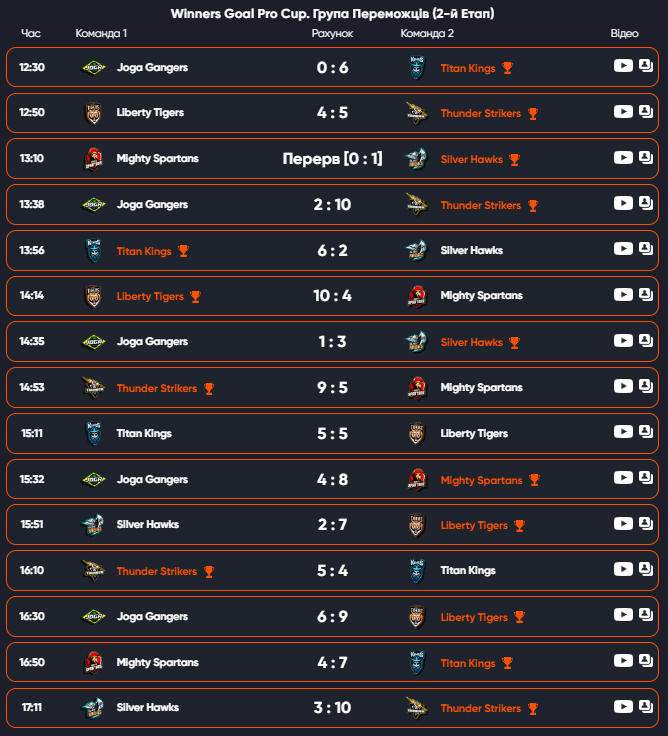 Winners Goal Pro Cup. Група Переможців (2-й Етап)
Час Команда 1 Рахунок Команда 2 Відео
12:30 Joga Gangers 0 : 6 Titan Kings
12:50 Liberty Tigers 4 : 5 Thunder Strikers
13:10 Mighty Spartans Перерв [0 : 1] Silver Hawks
13:38 Joga Gangers 2 : 10 Thunder Strikers
13:56 Titan Kings 6 : 2 Silver Hawks
14:14 Liberty Tigers 10 : 4 Mighty Spartans
14:35 Joga Gangers 1 : 3 Silver Hawks
14:53 Thunder Strikers 9 : 5 Mighty Spartans
15:11 Titan Kings 5 : 5 Liberty Tigers
15:32 Joga Gangers 4 : 8 Mighty Spartans
15:51 Silver Hawks 2 : 7 Liberty Tigers
16:10 Thunder Strikers 5 : 4 Titan Kings
16:30 Joga Gangers 6 : 9 Liberty Tigers
16:50 Mighty Spartans 4 : 7 Titan Kings
17:11 Silver Hawks 3 : 10 Thunder Strikers